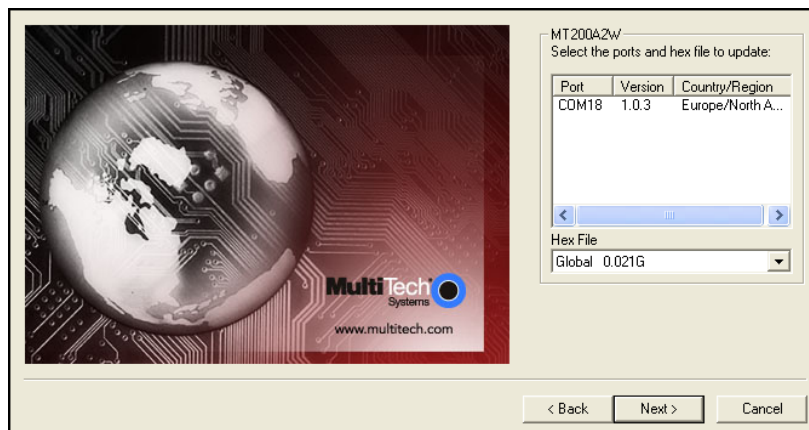 MT200A2W
Select the ports and hex file to update:
Port Version Country/Region
COM18 1.0.3 Europe/North A...
Hex File
Global 0.021G
MultiTech
Systems
www.multitech.com
< Back Next > Cancel